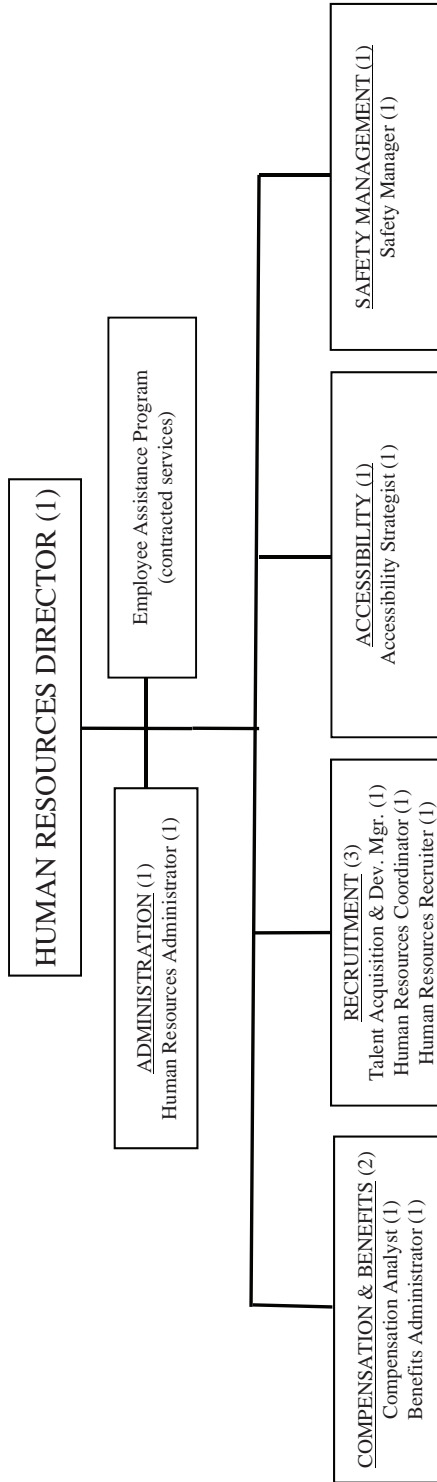 HUMAN RESOURCES DIRECTOR (1)
ADMINISTRATION (1)
Human Resources Administrator (1)
Employee Assistance Program
(contracted services)
COMPENSATION & BENEFITS (2)
Compensation Analyst (1)
Benefits Administrator (1)
RECRUITMENT (3)
Talent Acquisition & Dev. Mgr. (1)
Human Resources Coordinator (1)
Human Resources Recruiter (1)
ACCESSIBILITY (1)
Accessibility Strategist (1)
SAFETY MANAGEMENT (1)
Safety Manager (1)